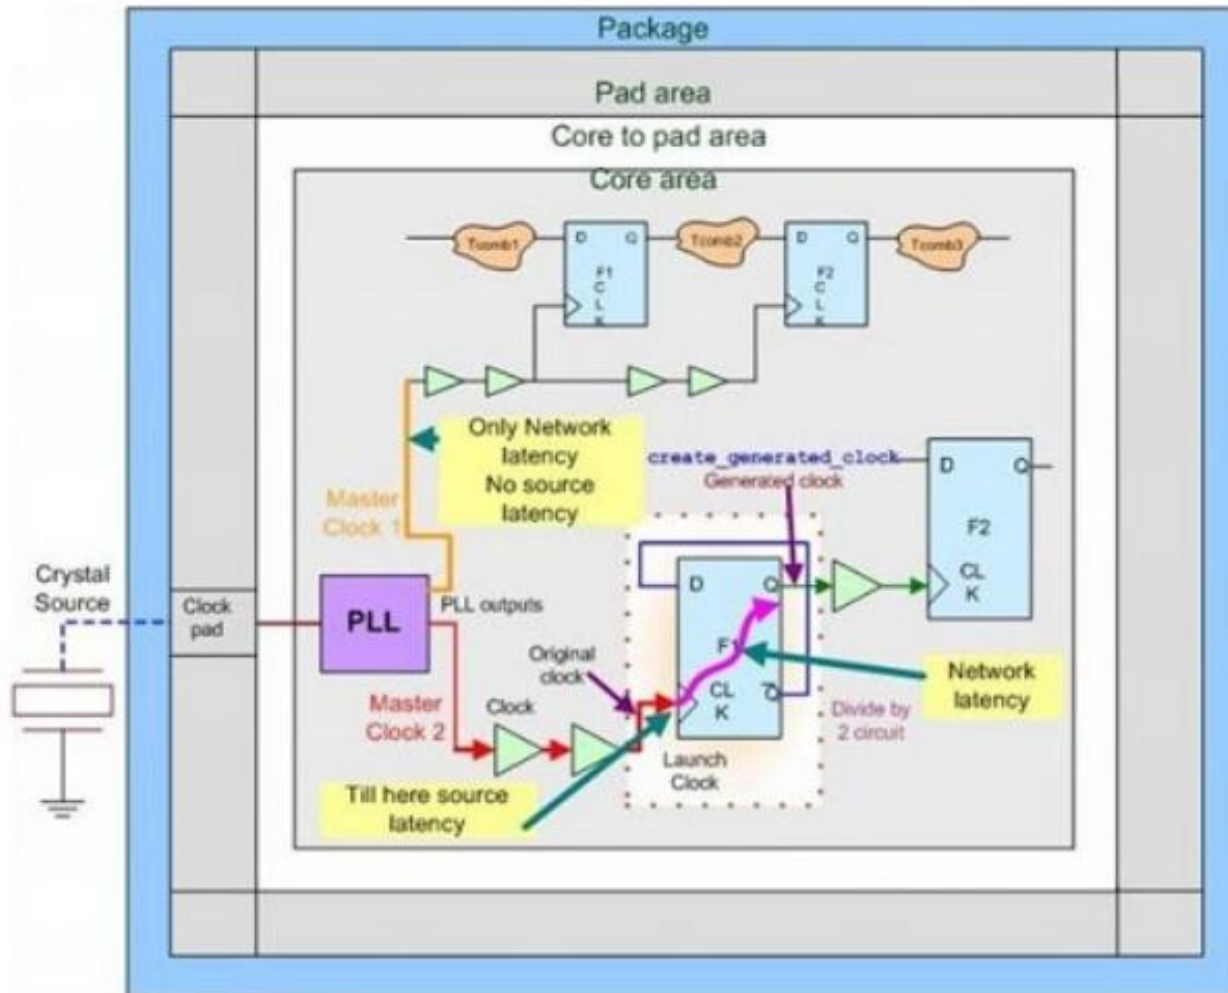 Package
Pad area
Core to pad area
Core area
Tcomb1
D
Q
F1
C
L
K
Tcomb2
D
Q
F2
C
L
K
Tcomb3
Only Network
latency
No source
latency
Master
Clock 1
create_generated_clock
Generated clock
D
Q
F2
CL
K
Crystal
Source
Clock
pad
PLL
PLL outputs
Original
clock
D
Q
F1
CL
K
Q
Network
latency
Divide by
2 circuit
Master
Clock 2
Clock
Launch
Clock
Till here source
latency